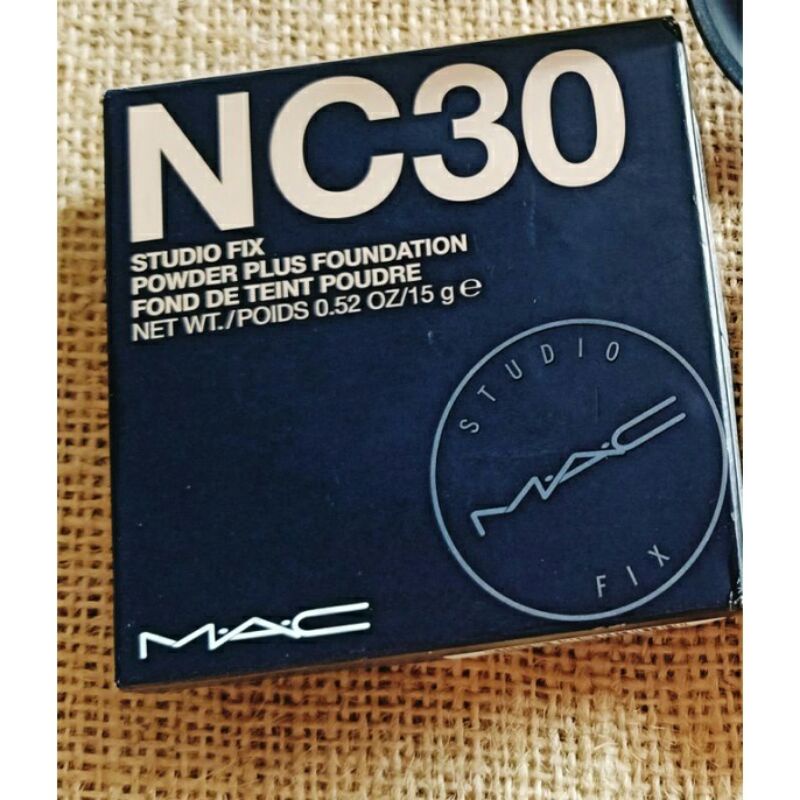 NC30
STUDIO FIX
POWDER PLUS FOUNDATION
FOND DE TEINT POUDRE
NET WT./POIDS 0.52 OZ/15 g e
STUDIO
M·A·C
FIX
M·A·C